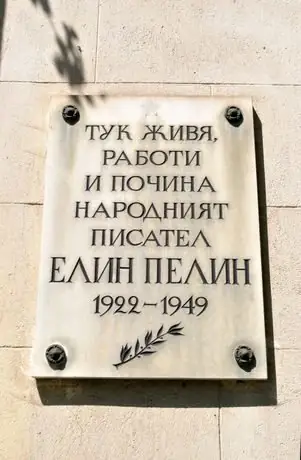 ТУК ЖИВЯ,
РАБОТИ
И ПОЧИНА
НАРОДНИЯТ
ПИСАТЕЛ
ЕЛИН ПЕЛИН
1922-1949